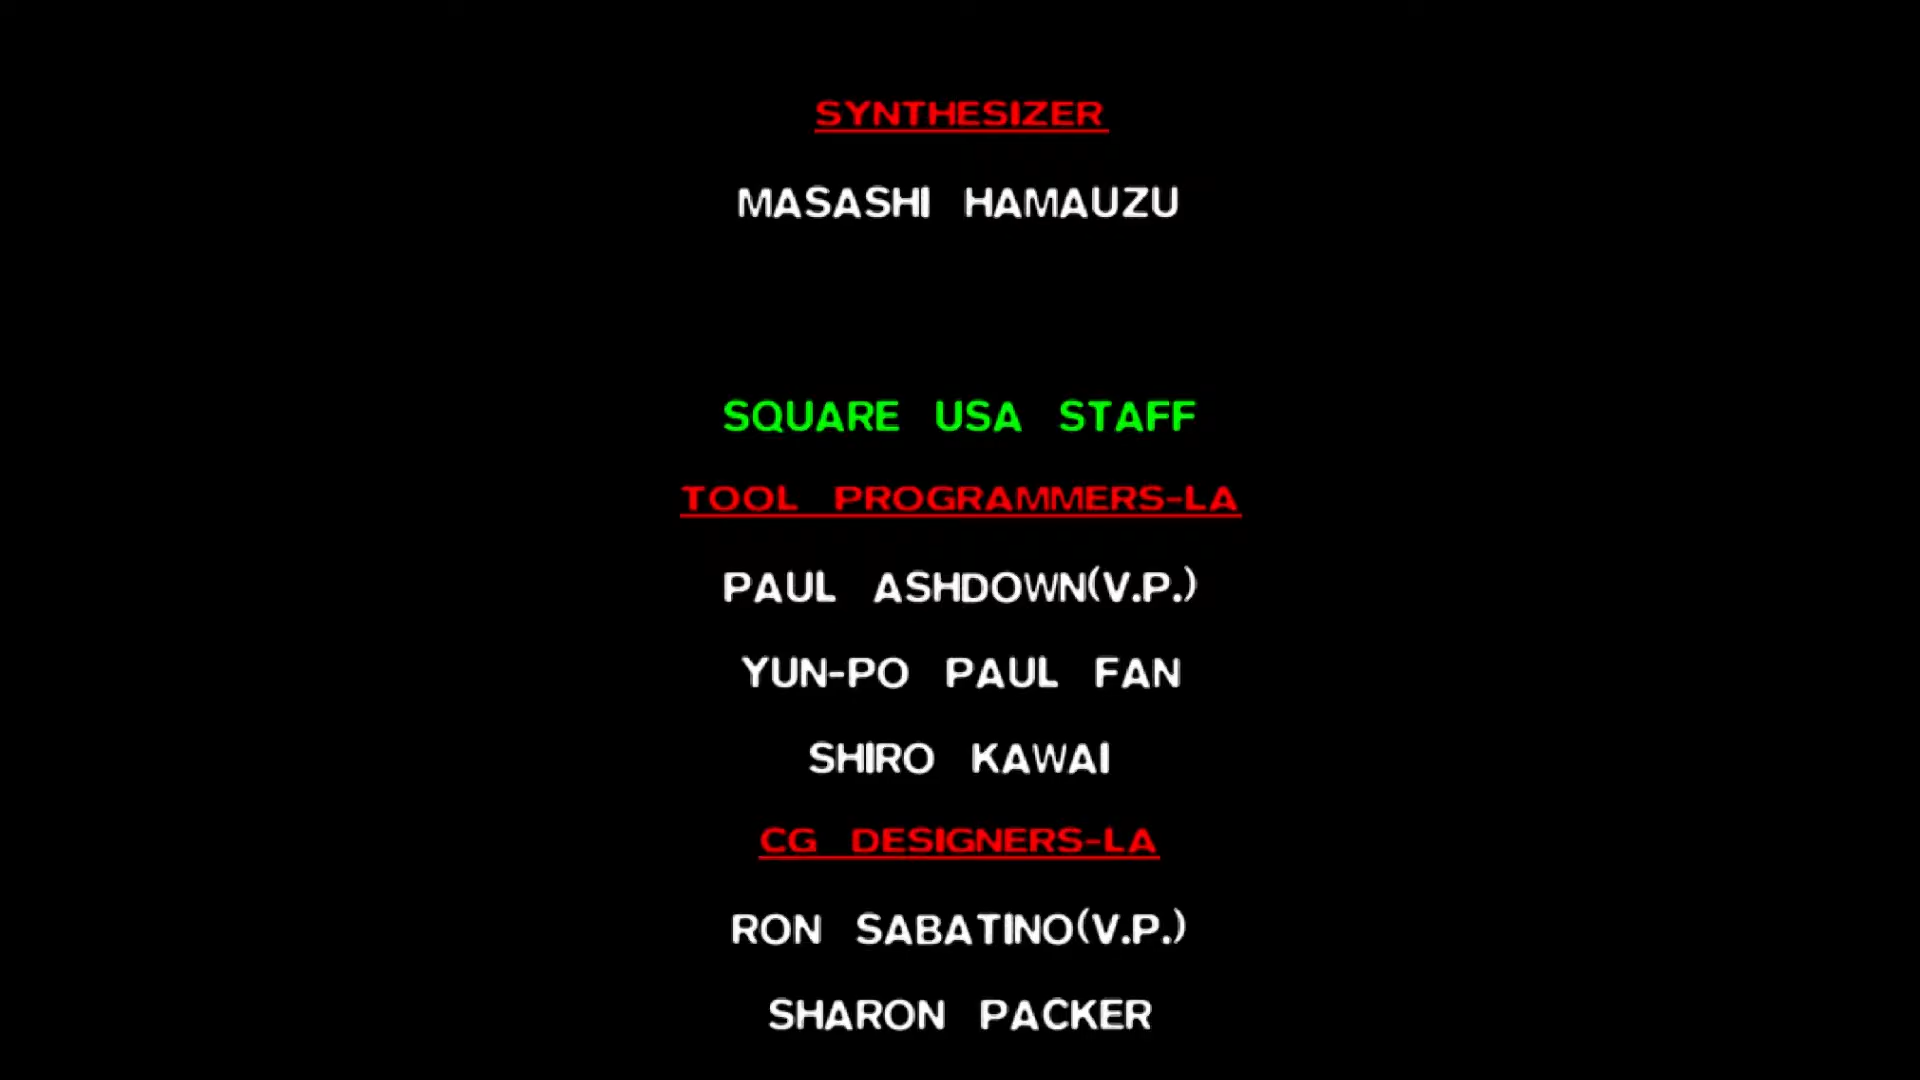 SYNTHESIZER
MASASHI HAMAUZU
SQUARE USA STAFF
TOOL PROGRAMMERS-LA
PAUL ASHDOWN(V.P.)
YUN-PO PAUL FAN
SHIRO KAWAI
CG DESIGNERS-LA
RON SABATINO(V.P.)
SHARON PACKER